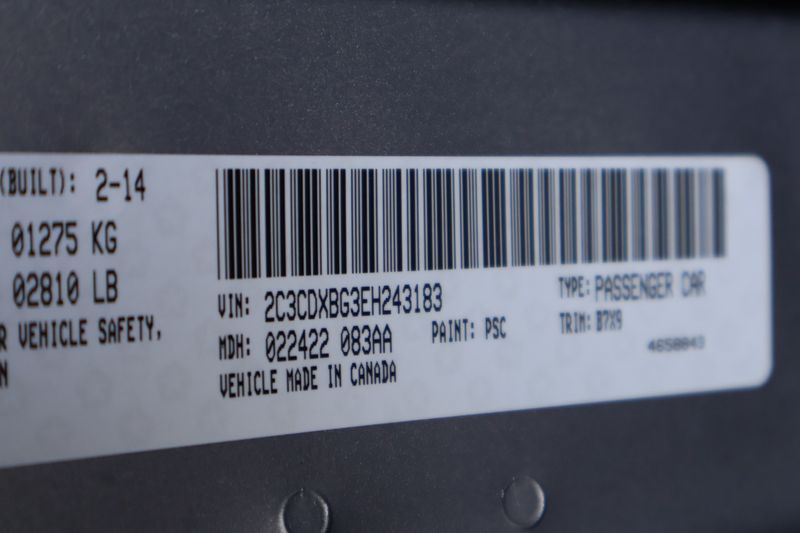 (BUILT): 2-14
01275 KG
02810 LB
R VEHICLE SAFETY,
N
VIN: 2C3CDXBG3EH243183
TYPE: PASSENGER CAR
MDH: 022422 083AA
PAINT: PSC
TRIM: B7X9
VEHICLE MADE IN CANADA